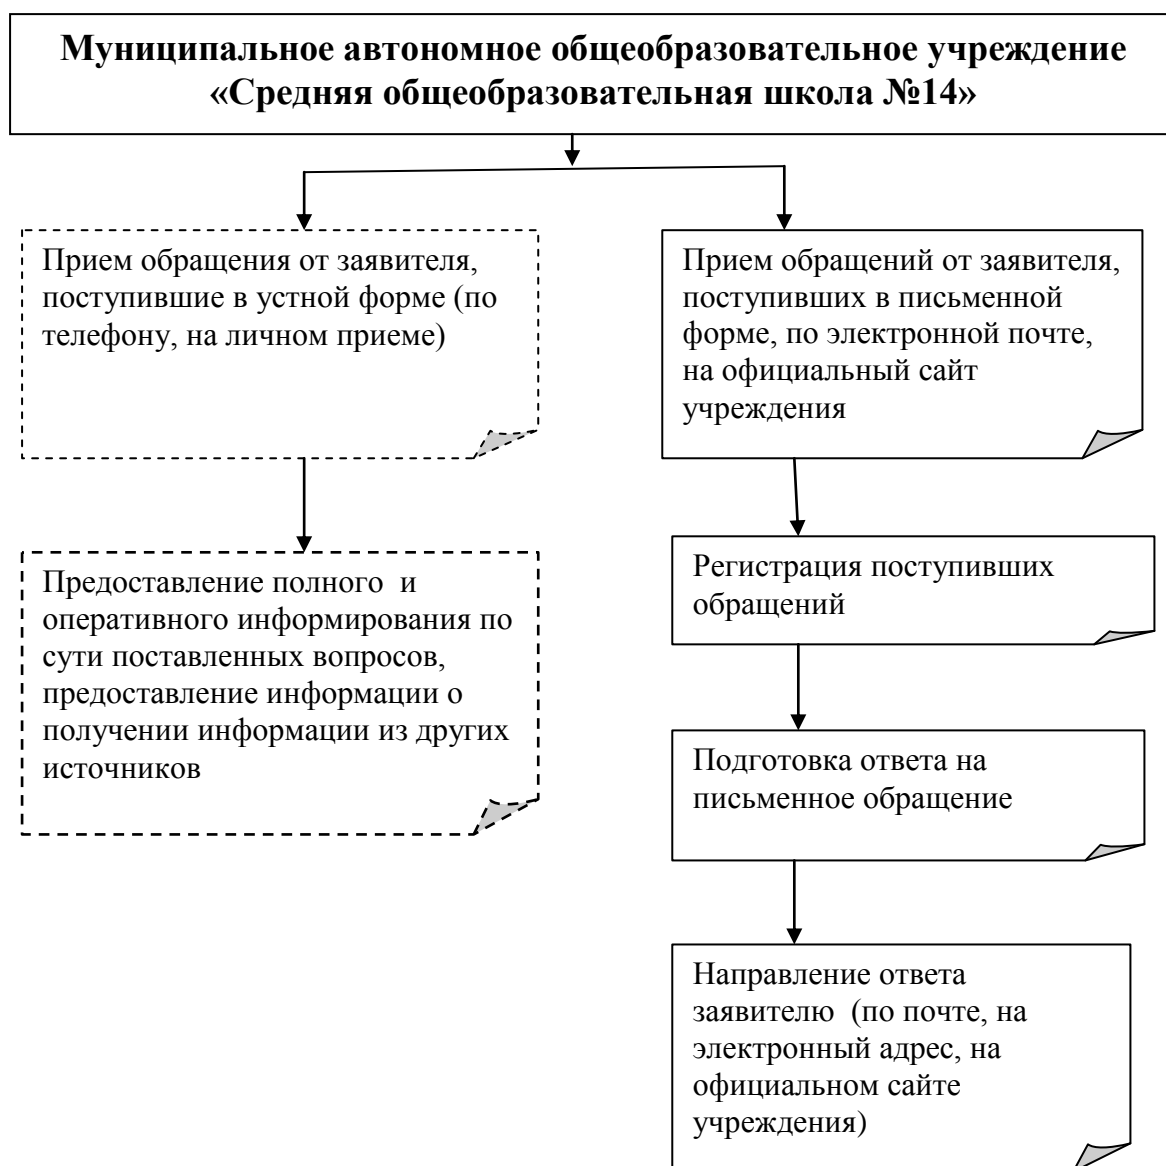 Муниципальное автономное общеобразовательное учреждение
«Средняя общеобразовательная школа №14»
Прием обращения от заявителя,
поступившие в устной форме (по
телефону, на личном приеме)
Предоставление полного  и
оперативного информирования по
сути поставленных вопросов,
предоставление информации о
получении информации из других
источников
Прием обращений от заявителя,
поступивших в письменной
форме, по электронной почте,
на официальный сайт
учреждения
Регистрация поступивших
обращений
Подготовка ответа на
письменное обращение
Направление ответа
заявителю  (по почте, на
электронный адрес, на
официальном сайте
учреждения)